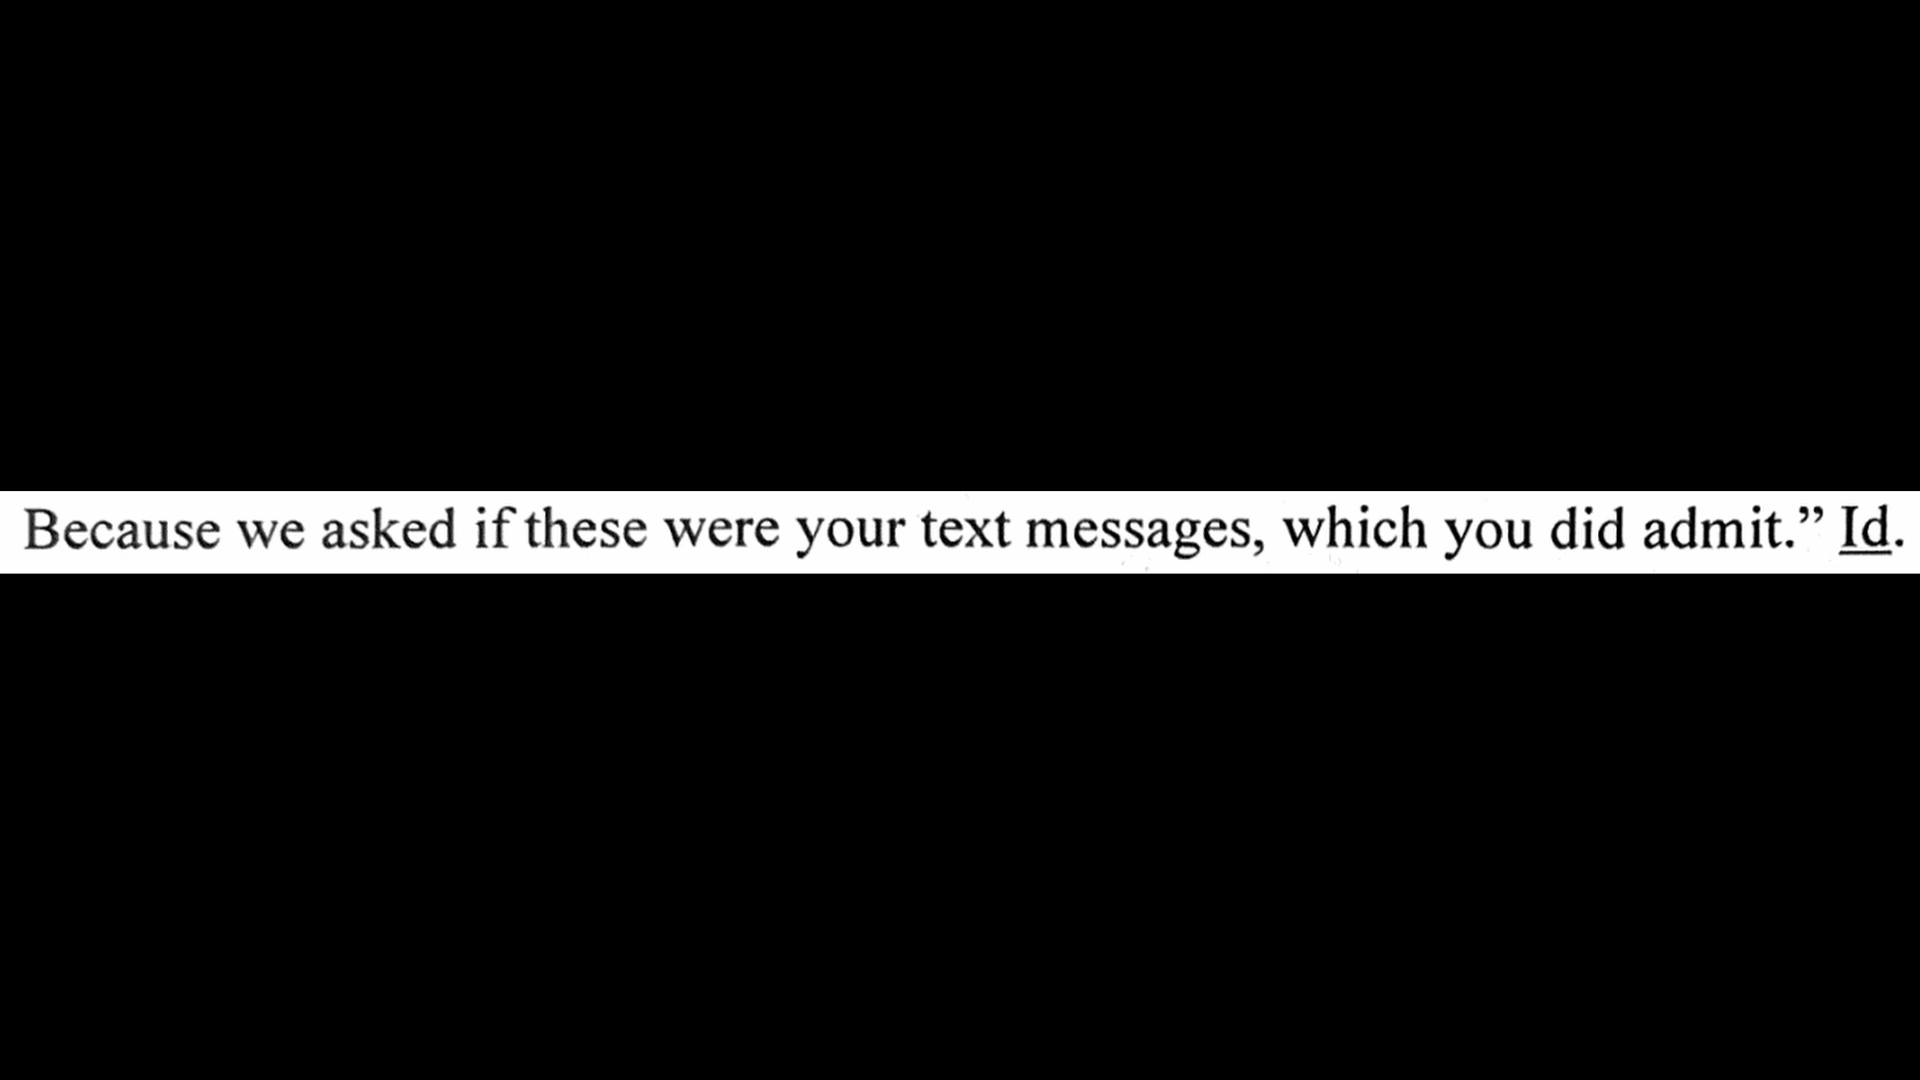 Because we asked if these were your text messages, which you did admit.” Id.